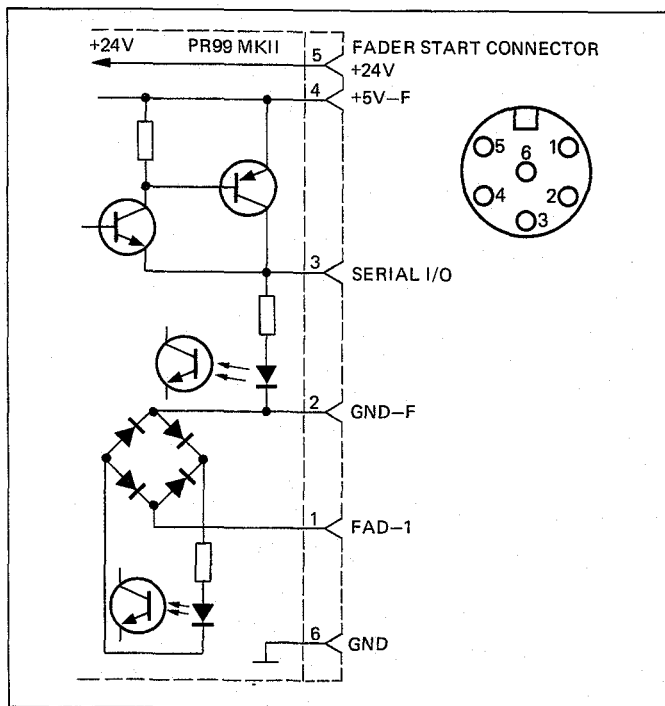 +24V PR99 MKII
5 FADER START CONNECTOR
+24V
4 +5V–F
5 6 1
4 2
3
3 SERIAL I/O
2 GND–F
1 FAD–1
6 GND